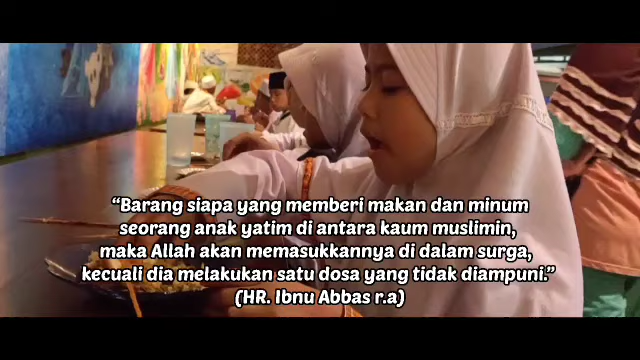 “Barang siapa yang memberi makan dan minum
seorang anak yatim di antara kaum muslimin,
maka Allah akan memasukkannya di dalam surga,
kecuali dia melakukan satu dosa yang tidak diampuni.”
(HR. Ibnu Abbas r.a)